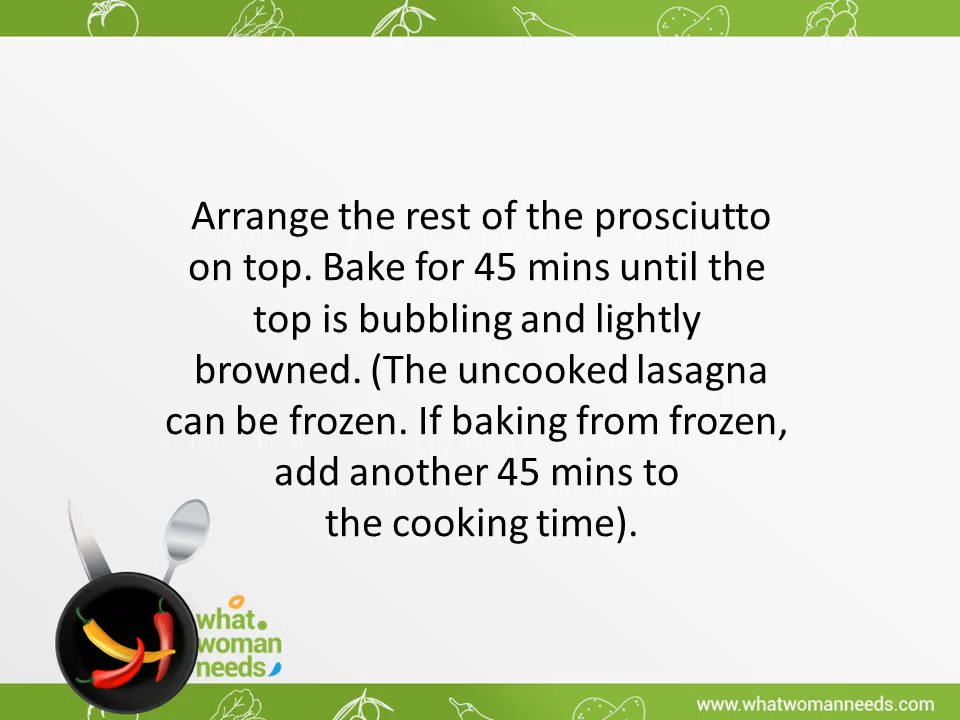 Arrange the rest of the prosciutto
on top. Bake for 45 mins until the
top is bubbling and lightly
browned. (The uncooked lasagna
can be frozen. If baking from frozen,
add another 45 mins to
the cooking time).
what
woman
needs
www.whatwomanneeds.com